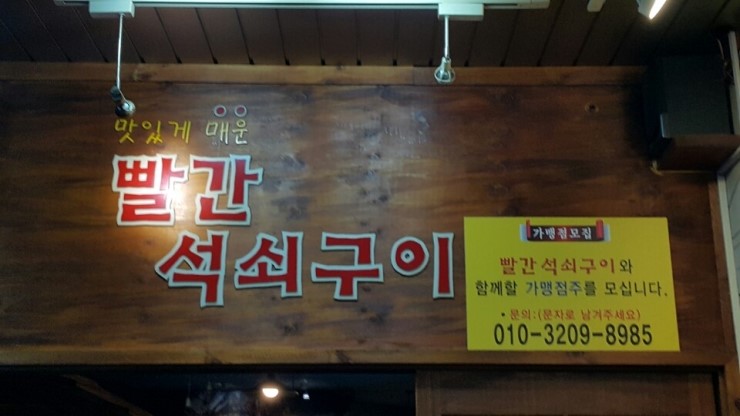 맛있게 매운
빨간
석쇠구이
가맹점모집
빨간석쇠구이와
함께할 가맹점주를 모십니다.
• 문의:(문자로 남겨주세요)
010-3209-8985